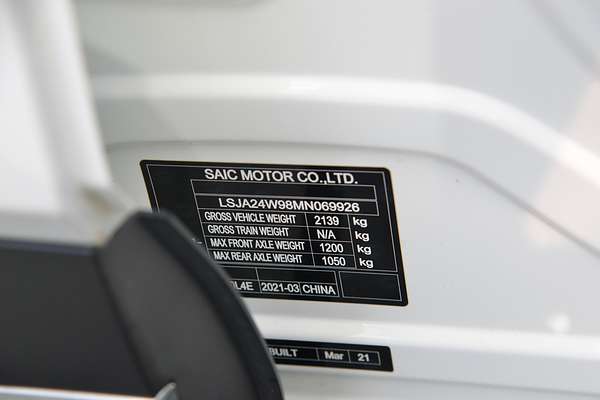 SAIC MOTOR CO.,LTD.
LSJA24W98MN069926
GROSS VEHICLE WEIGHT 2139 kg
GROSS TRAIN WEIGHT N/A kg
MAX FRONT AXLE WEIGHT 1200 kg
MAX REAR AXLE WEIGHT 1050 kg
L4E 2021-03 CHINA
BUILT Mar 21